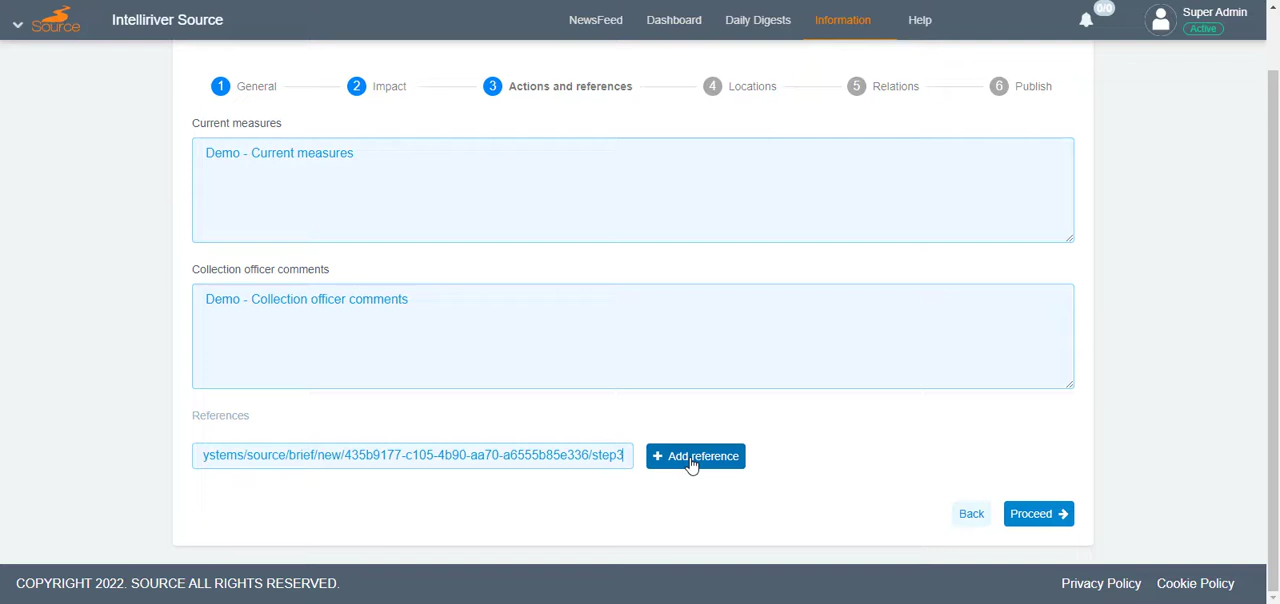 Source
Intelliriver Source
NewsFeed
Dashboard
Daily Digests
Information
Help
0/0
Super Admin
Active
1 General
2 Impact
3 Actions and references
4 Locations
5 Relations
6 Publish
Current measures
Demo - Current measures
Collection officer comments
Demo - Collection officer comments
References
ystems/source/brief/new/435b9177-c105-4b90-aa70-a6555b85e336/step3
+ Add reference
Back
Proceed →
COPYRIGHT 2022. SOURCE ALL RIGHTS RESERVED.
Privacy Policy
Cookie Policy